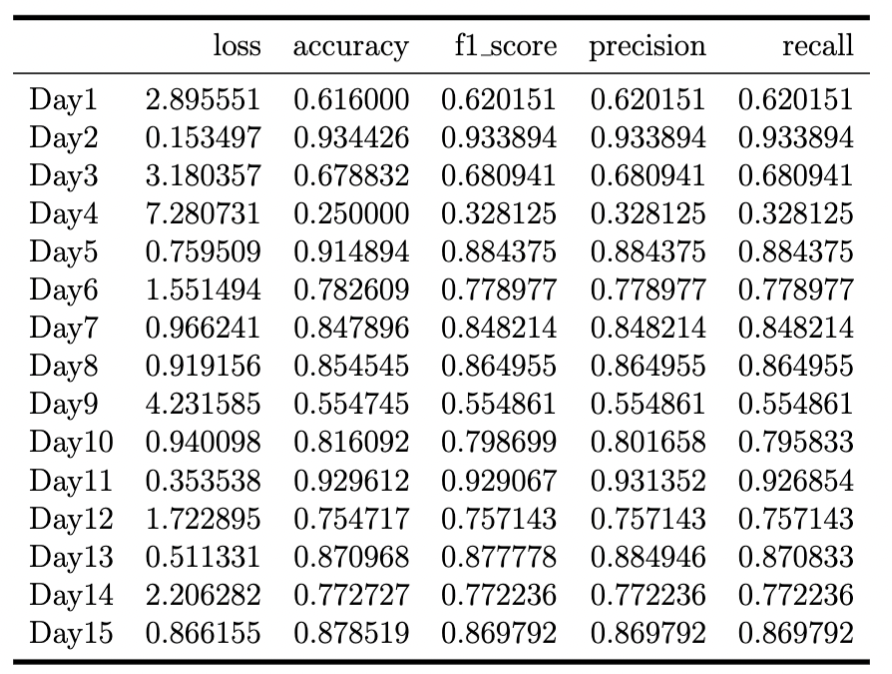 loss accuracy f1_score precision recall
Day1 2.895551 0.616000 0.620151 0.620151 0.620151
Day2 0.153497 0.934426 0.933894 0.933894 0.933894
Day3 3.180357 0.678832 0.680941 0.680941 0.680941
Day4 7.280731 0.250000 0.328125 0.328125 0.328125
Day5 0.759509 0.914894 0.884375 0.884375 0.884375
Day6 1.551494 0.782609 0.778977 0.778977 0.778977
Day7 0.966241 0.847896 0.848214 0.848214 0.848214
Day8 0.919156 0.854545 0.864955 0.864955 0.864955
Day9 4.231585 0.554745 0.554861 0.554861 0.554861
Day10 0.940098 0.816092 0.798699 0.801658 0.795833
Day11 0.353538 0.929612 0.929067 0.931352 0.926854
Day12 1.722895 0.754717 0.757143 0.757143 0.757143
Day13 0.511331 0.870968 0.877778 0.884946 0.870833
Day14 2.206282 0.772727 0.772236 0.772236 0.772236
Day15 0.866155 0.878519 0.869792 0.869792 0.869792